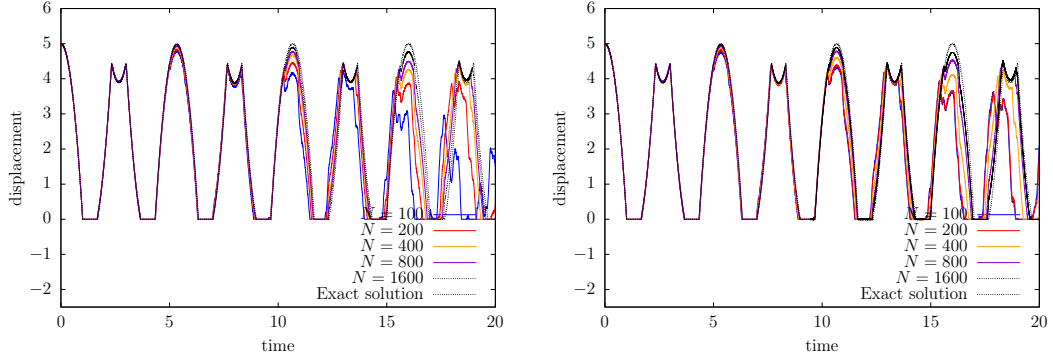 6
5
4
3
2
1
0
−1
−2
0 5 10 15 20
displacement
time
N = 100
N = 200
N = 400
N = 800
N = 1600
Exact solution
6
5
4
3
2
1
0
−1
−2
0 5 10 15 20
displacement
time
N = 100
N = 200
N = 400
N = 800
N = 1600
Exact solution